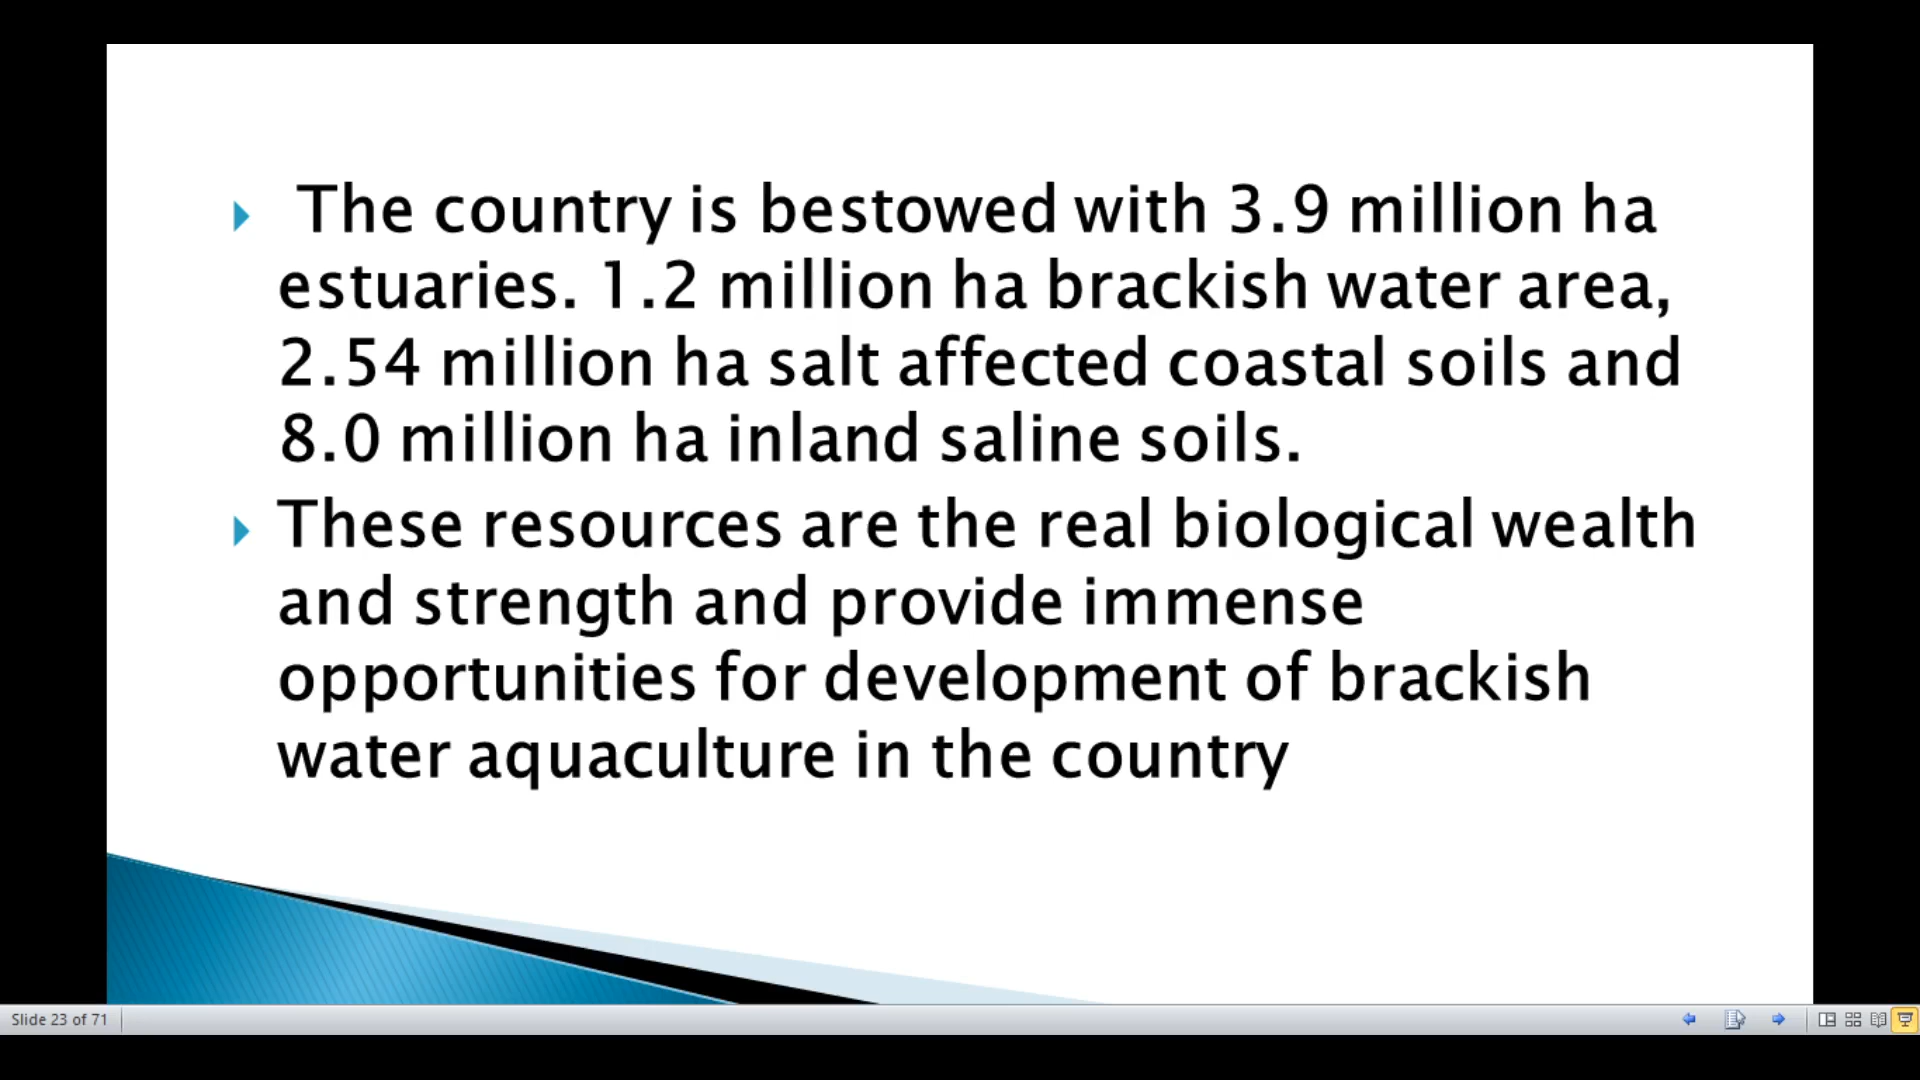 The country is bestowed with 3.9 million ha
estuaries. 1.2 million ha brackish water area,
2.54 million ha salt affected coastal soils and
8.0 million ha inland saline soils.
These resources are the real biological wealth
and strength and provide immense
opportunities for development of brackish
water aquaculture in the country
Slide 23 of 71